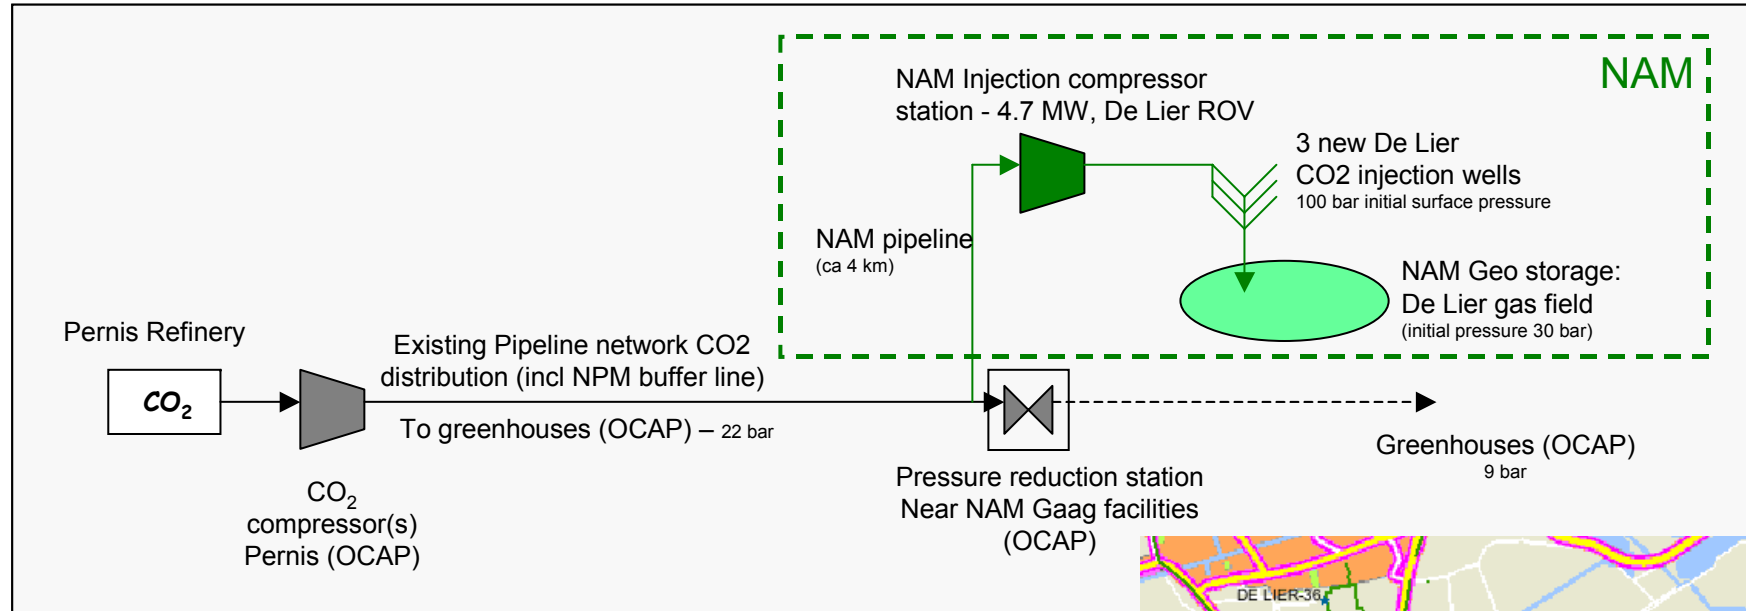 NAM
NAM Injection compressor
station - 4.7 MW, De Lier ROV
3 new De Lier
CO2 injection wells
100 bar initial surface pressure
NAM pipeline
(ca 4 km)
NAM Geo storage:
De Lier gas field
(initial pressure 30 bar)
Pernis Refinery
CO2
Existing Pipeline network CO2
distribution (incl NPM buffer line)
To greenhouses (OCAP) – 22 bar
CO2
compressor(s)
Pernis (OCAP)
Pressure reduction station
Near NAM Gaag facilities
(OCAP)
Greenhouses (OCAP)
9 bar
DE LIER-36